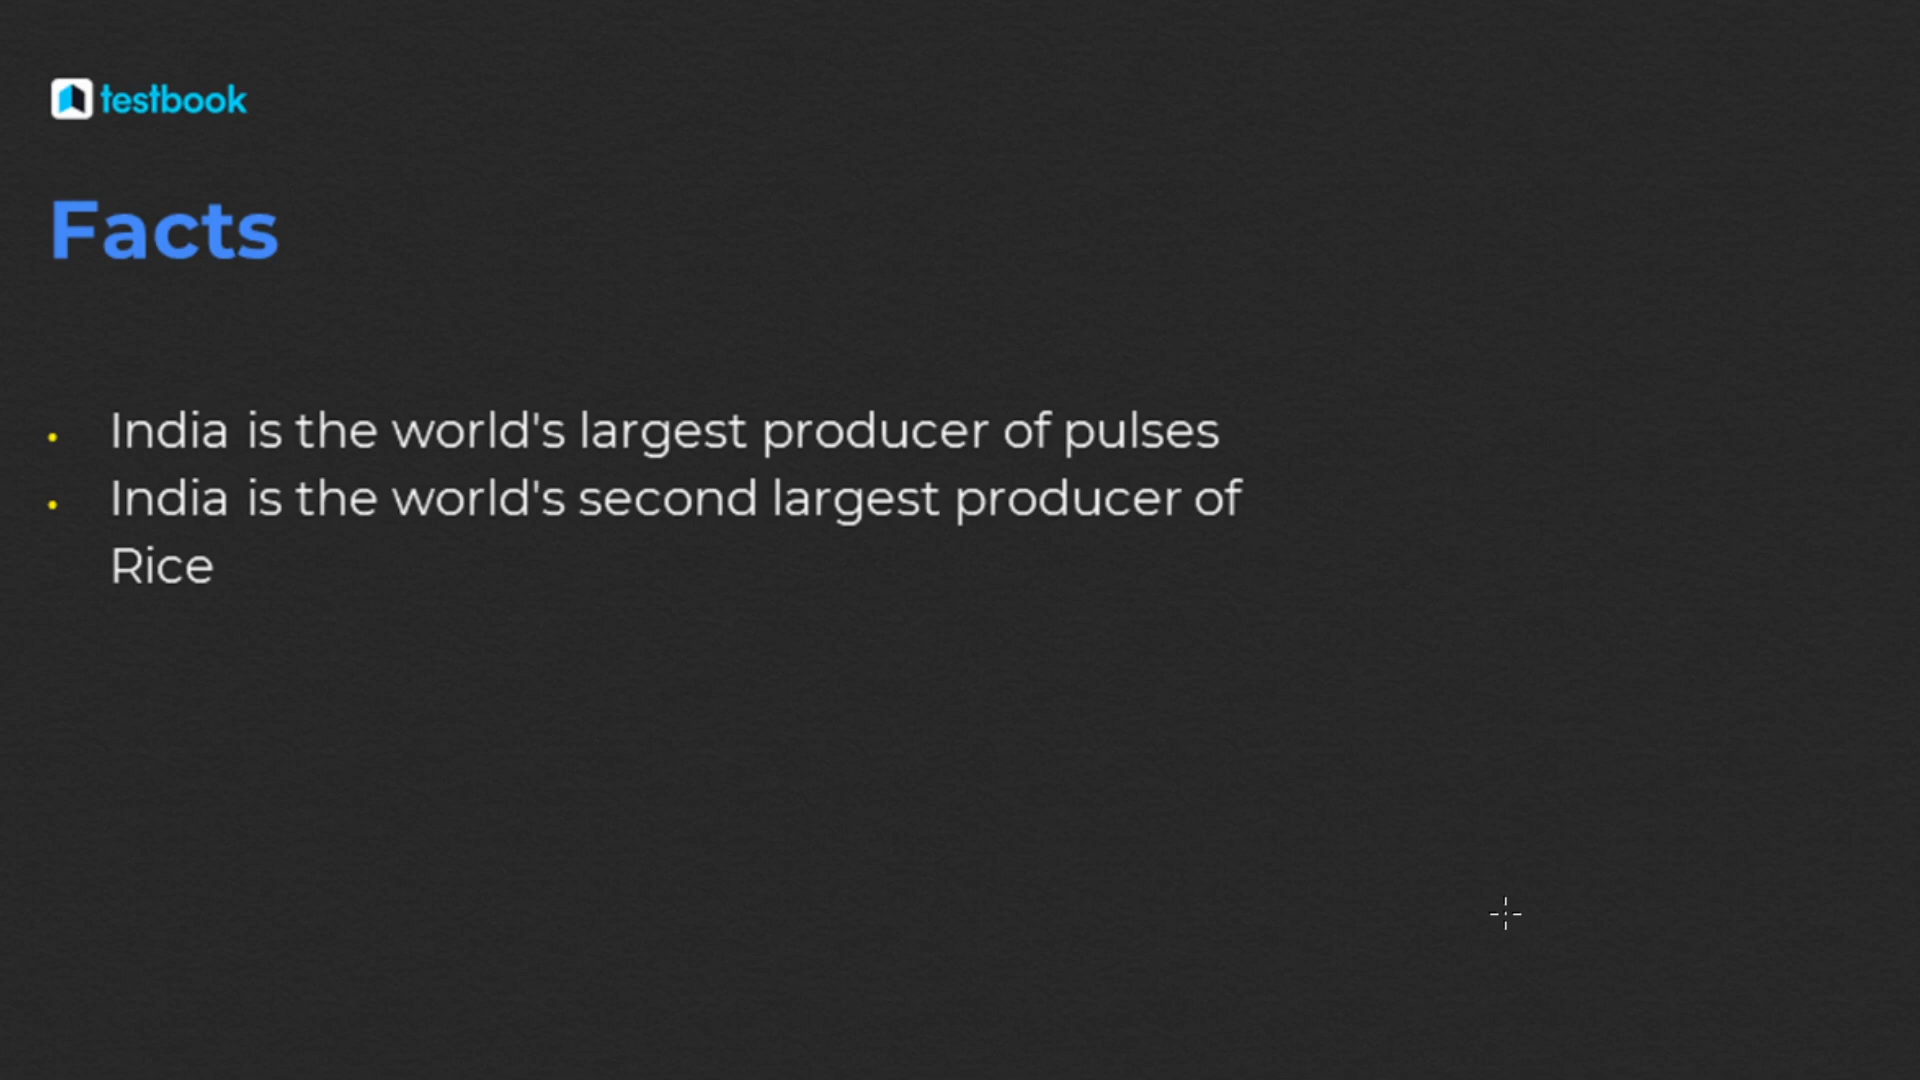 testbook
Facts
• India is the world's largest producer of pulses
• India is the world's second largest producer of
Rice